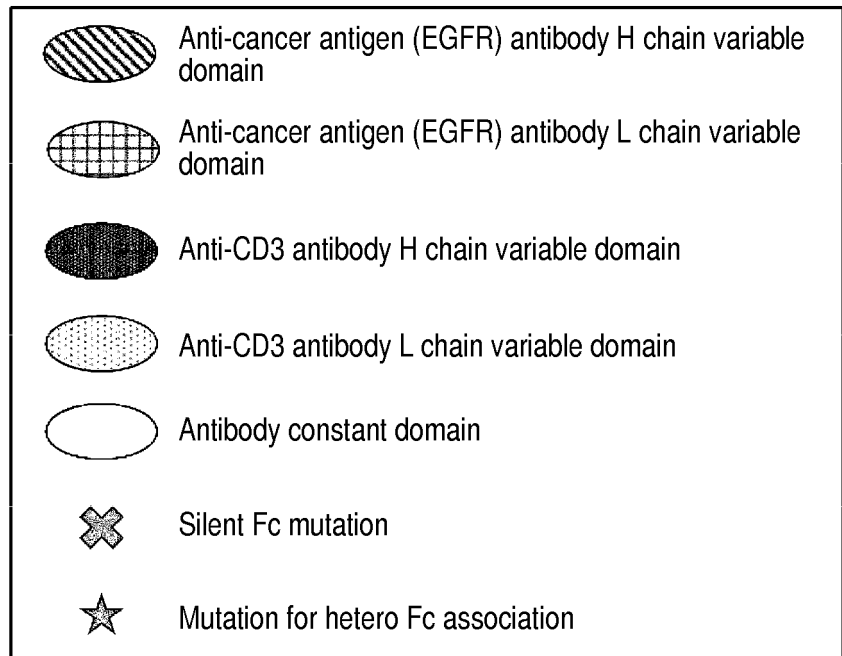 Anti-cancer antigen (EGFR) antibody H chain variable
domain
Anti-cancer antigen (EGFR) antibody L chain variable
domain
Anti-CD3 antibody H chain variable domain
Anti-CD3 antibody L chain variable domain
Antibody constant domain
Silent Fc mutation
Mutation for hetero Fc association